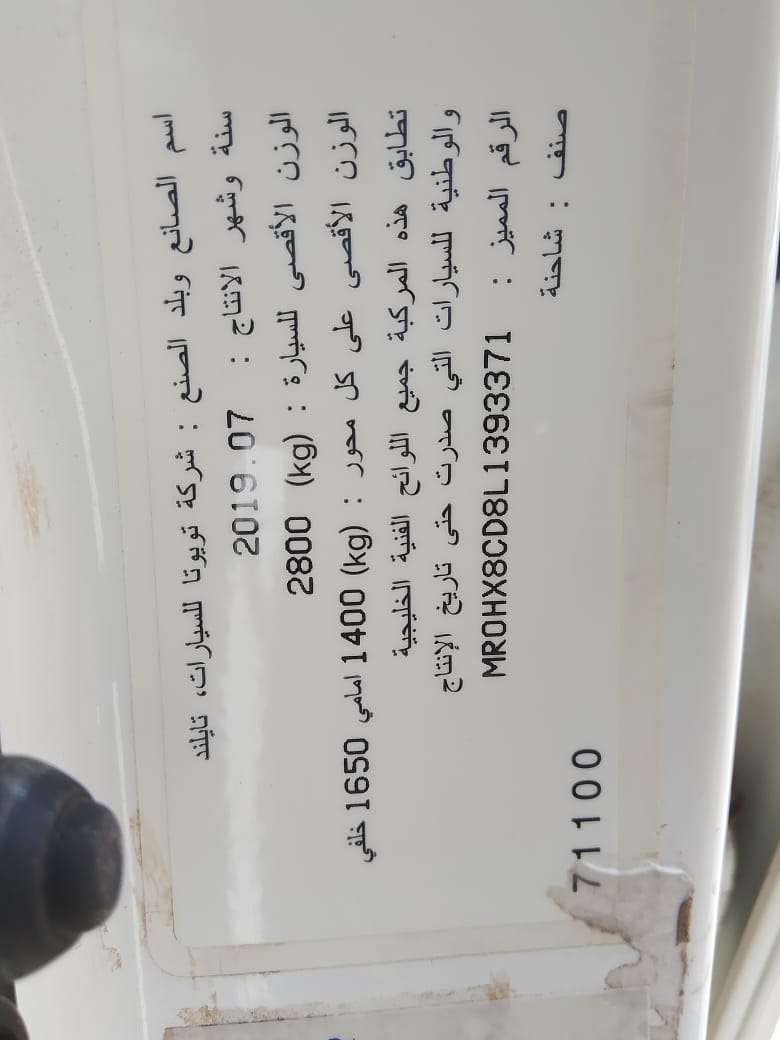 اسم الصانع وبلد الصنع : شركة تويوتا للسيارات، تايلند
سنة وشهر الانتاج : 2019.07
الوزن الأقصى للسيارة : (kg) 2800
الوزن الأقصى على كل محور : (kg) 1400 امامي 1650 خلفي
تطابق هذه المركبة جميع اللوائح الفنية الخليجية
والوطنية للسيارات التي صدرت حتى تاريخ الإنتاج
الرقم المميز : MR0HX8CD8L1393371
صنف : شاحنة
71100